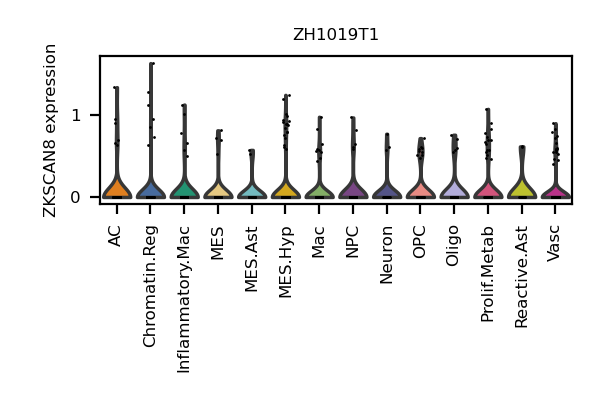 ZH1019T1
ZKSCAN8 expression
1
0
AC
Chromatin.Reg
Inflammatory.Mac
MES
MES.Ast
MES.Hyp
Mac
NPC
Neuron
OPC
Oligo
Prolif.Metab
Reactive.Ast
Vasc